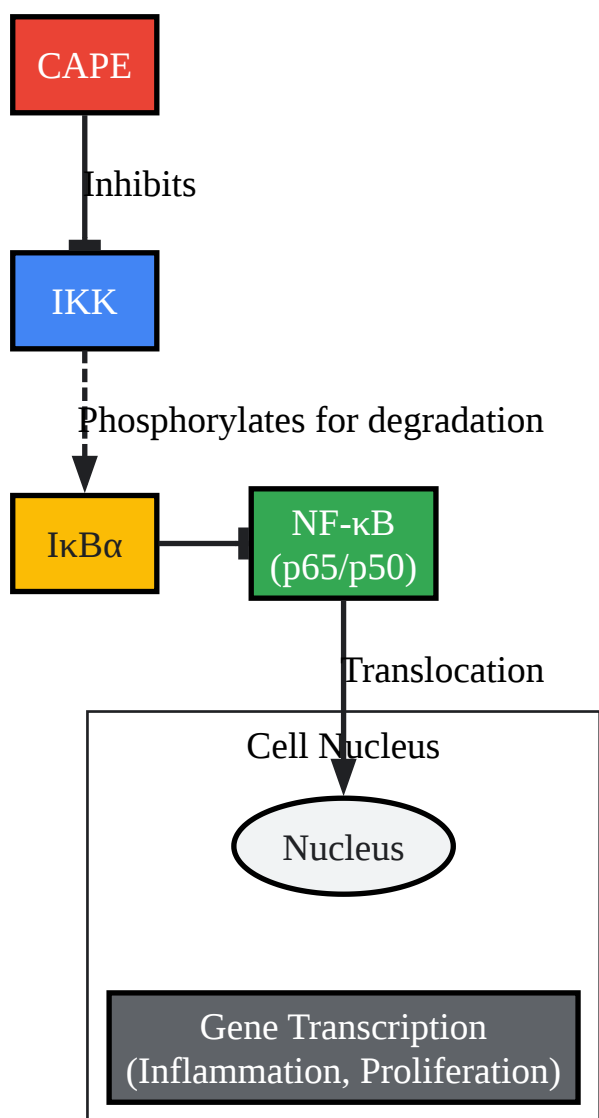 CAPE
Inhibits
IKK
Phosphorylates for degradation
IκBα
NF-κB
(p65/p50)
Translocation
Cell Nucleus
Nucleus
Gene Transcription
(Inflammation, Proliferation)